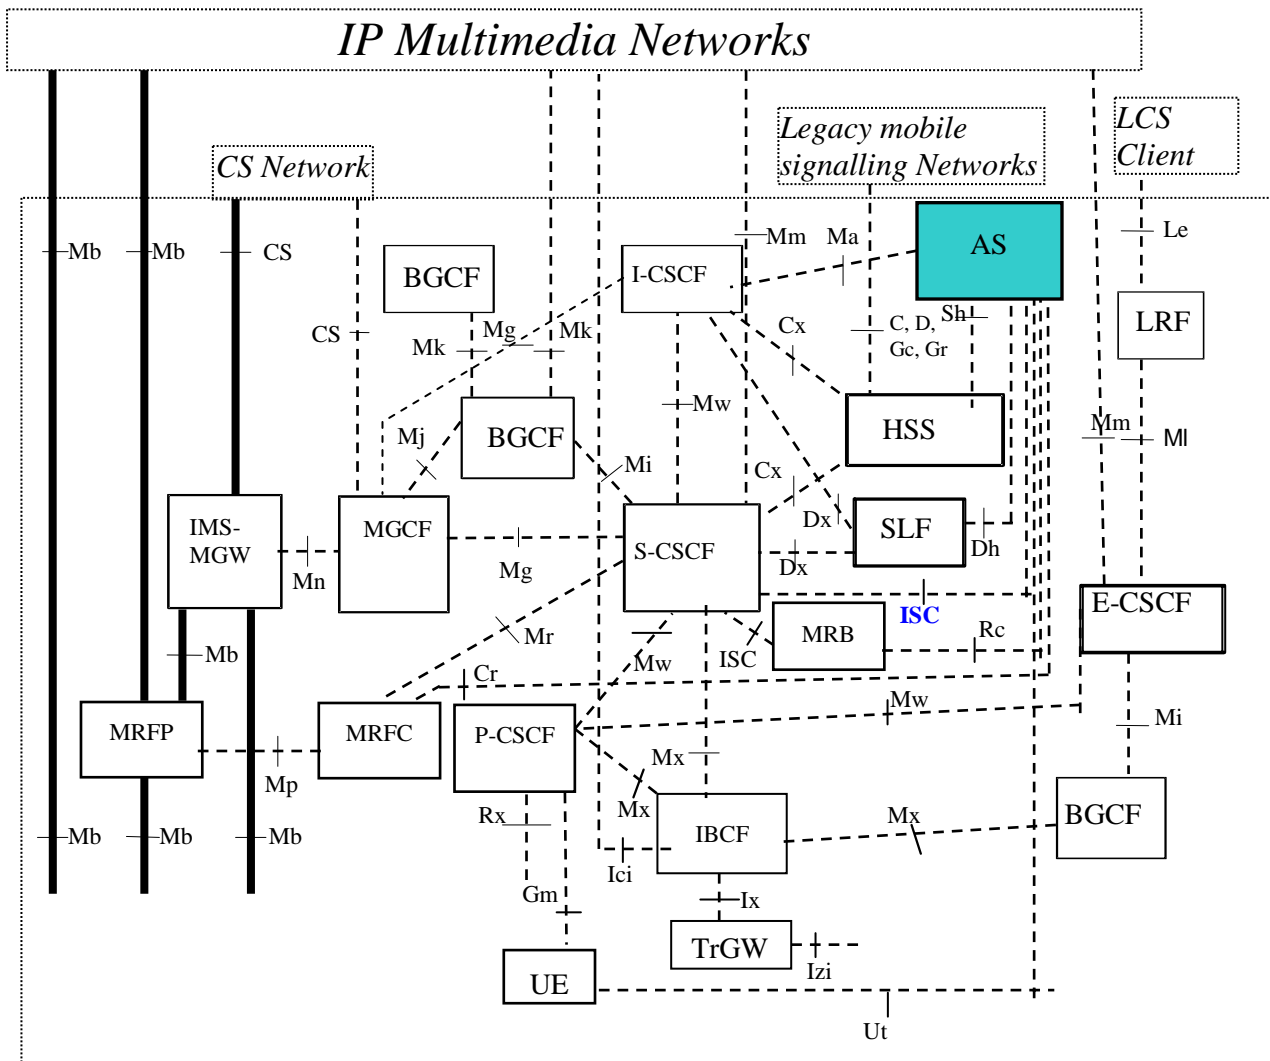 IP Multimedia Networks
Legacy mobile
signalling Networks
LCS
Client
CS Network
Mb
Mb
CS
BGCF
I-CSCF
Mm
Ma
AS
Le
CS
Mk
Mg
Mk
Cx
C, D,
Gc, Gr
Sh
LRF
Mj
BGCF
Mi
Mw
Cx
HSS
Mm
Ml
IMS-
MGW
Mn
MGCF
Mg
S-CSCF
Dx
Dx
SLF
Dh
ISC
E-CSCF
Mb
Mr
Mw
ISC
MRB
Rc
Cr
Mw
Mi
MRFP
Mp
MRFC
P-CSCF
Mx
Mx
Mb
Mb
Mb
Rx
Gm
IBCF
Ici
Mx
BGCF
Ix
TrGW
Izi
UE
Ut